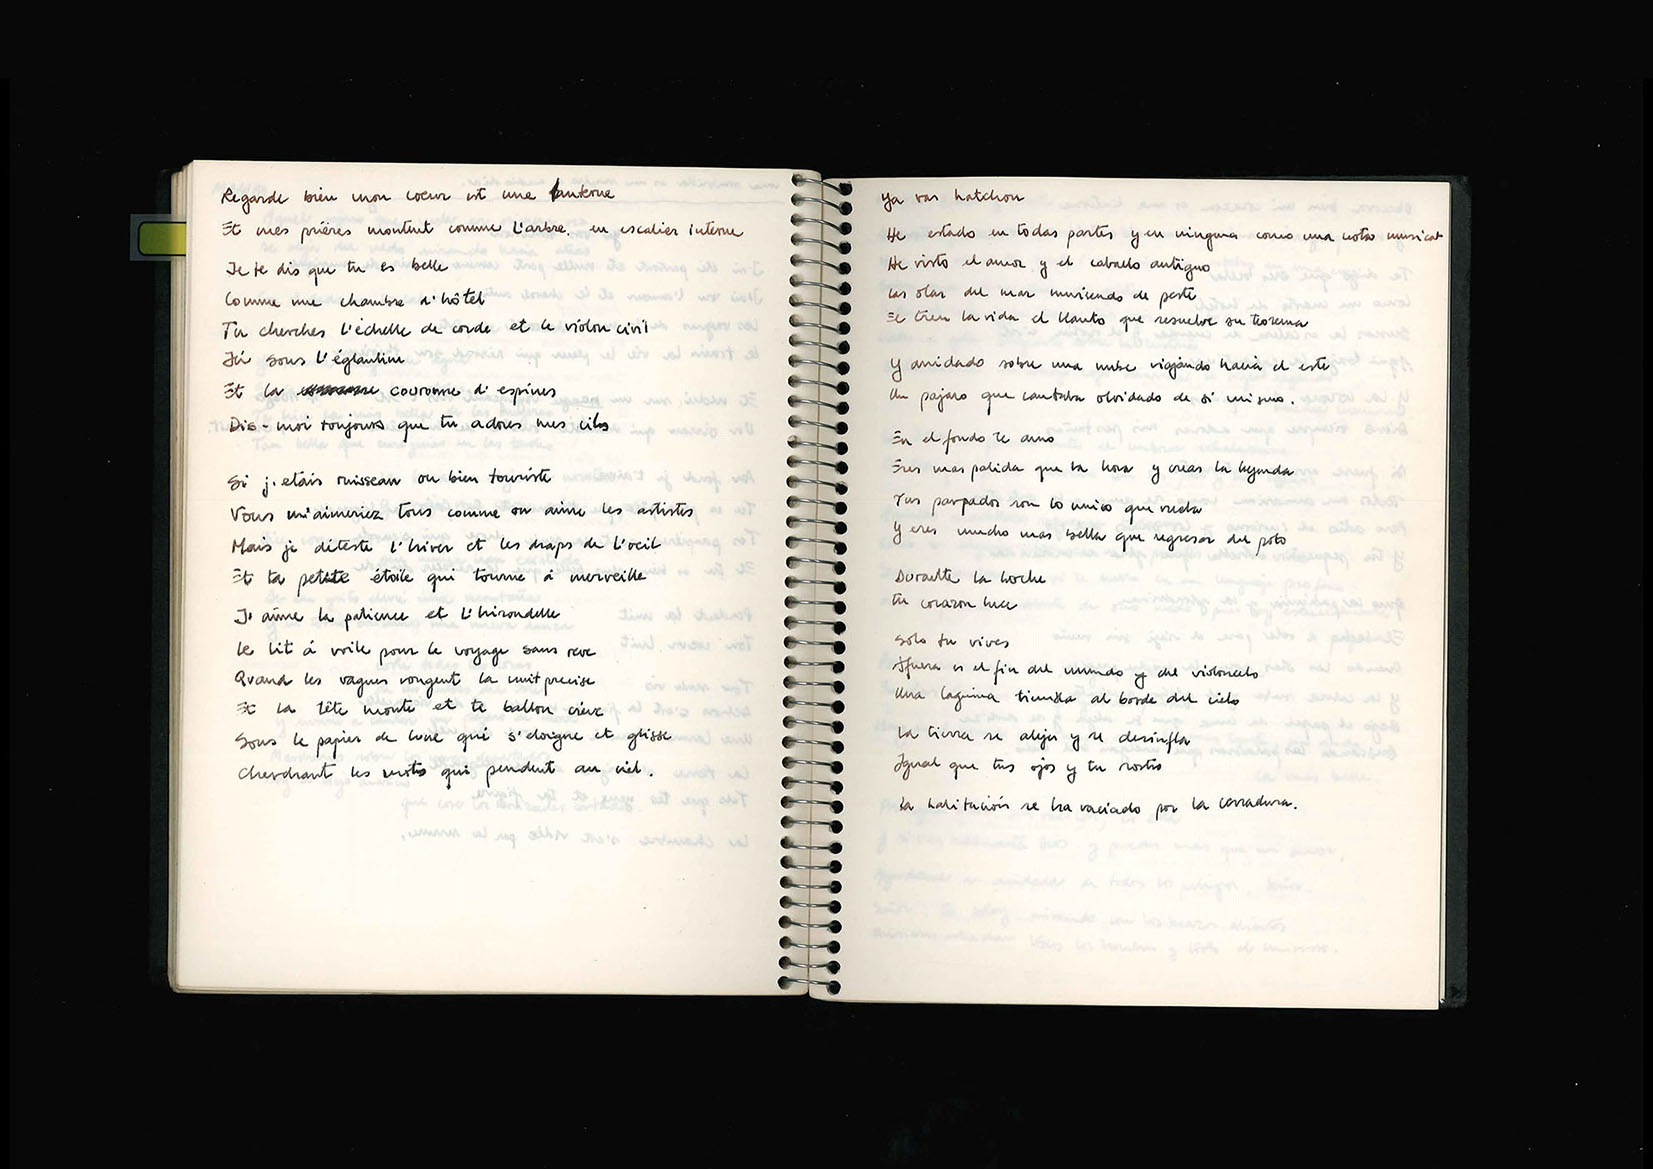 Regarde bien mon coeur est une lanterne
Et mes prières montent comme l'arbre. en escalier interne
Je te dis que tu es belle
Comme une chambre d'hôtel
Tu cherches l'échelle de corde et le violon civil
Ici sous l'églantine
Et la couronne d'espines
Dis-moi toujours que tu adores mes cils
Si j'etais ruisseau ou bien touriste
Vous m'aimeriez tous comme on aime les artistes
Mais je déteste l'hiver et les draps de l'oeil
Et ta petite étoile qui tourne á merveille
J'aime la patience et l'hirondelle
Le lit á voile pour le voyage sans reve
Quand les vagues rongent la nuit precise
Et la tête monte et te ballon crève
Sous le papier de lune qui s'eloigne et glisse
Cherchant les mots qui pendent au ciel.
Ya vas hatchou
He estado en todas partes y en ninguna como una nota musical
He visto el amor y el caballo antiguo
Las olas del mar muriendo de peste
El tren la vida el llanto que resuelve su teorema
Y anidado sobre una nube viajando hacia el este
Un pajaro que cantaba olvidado de si mismo.
En el fondo te amo
Eres mas palida que la hora y creas la leyenda
Tus parpados son lo unico que vuela
Y eres mucho mas bella que regresar del polo
Durante la noche
tu corazon luce
Solo tu vives
Afuera es el fin del mundo y del violoncelo
Una laguna tiembla al borde del cielo
La tierra se aleja y se desinfla
Igual que tus ojos y tu rostro
La habitación se ha vaciado por la cerradura.